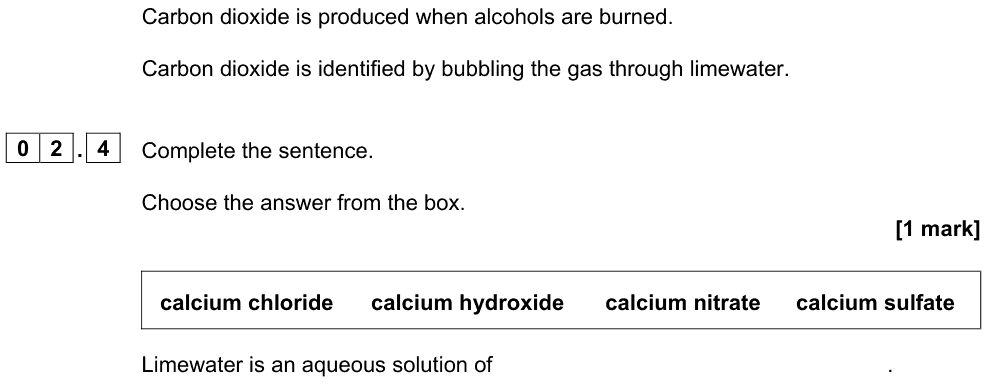 Carbon dioxide is produced when alcohols are burned.
Carbon dioxide is identified by bubbling the gas through limewater.
0 2 . 4 Complete the sentence.
Choose the answer from the box.
[1 mark]
calcium chloride calcium hydroxide calcium nitrate calcium sulfate
Limewater is an aqueous solution of .